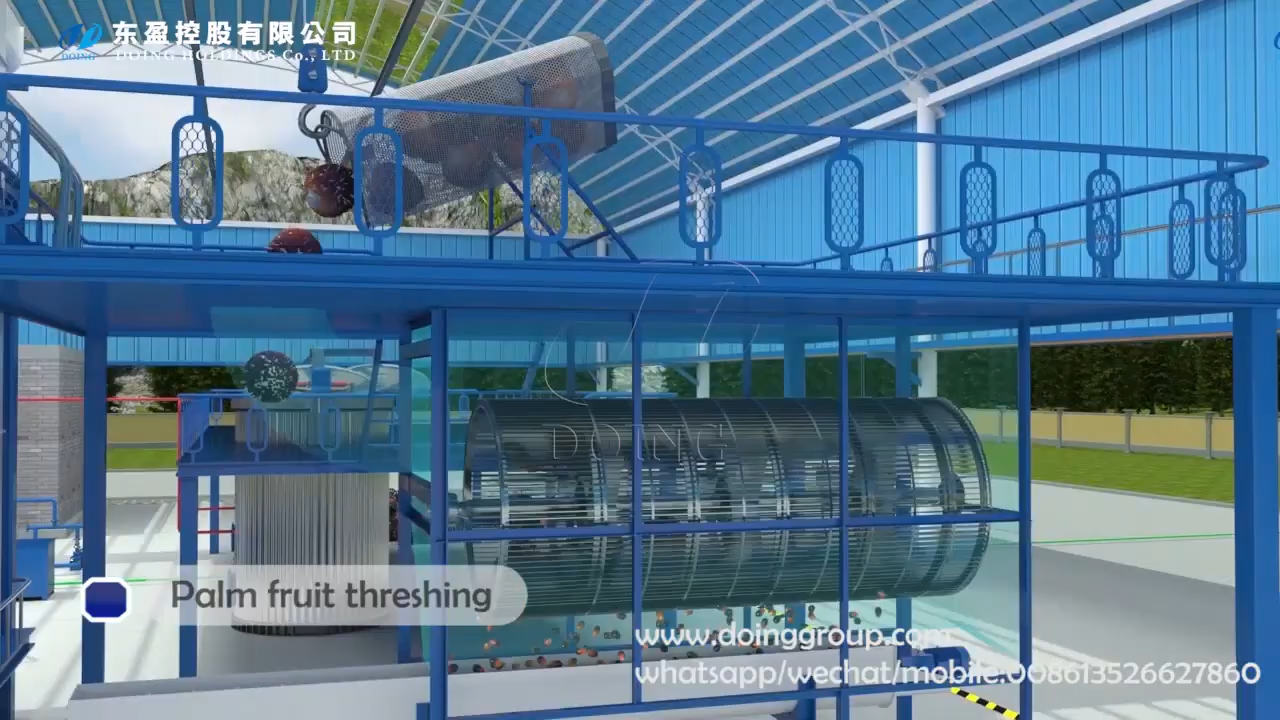 东盈控股有限公司
DOING
DOING HOLDINGS Co., LTD
DOING
Palm fruit threshing
www.doinggroup.com
whatsapp/wechat/mobile:008613526627860